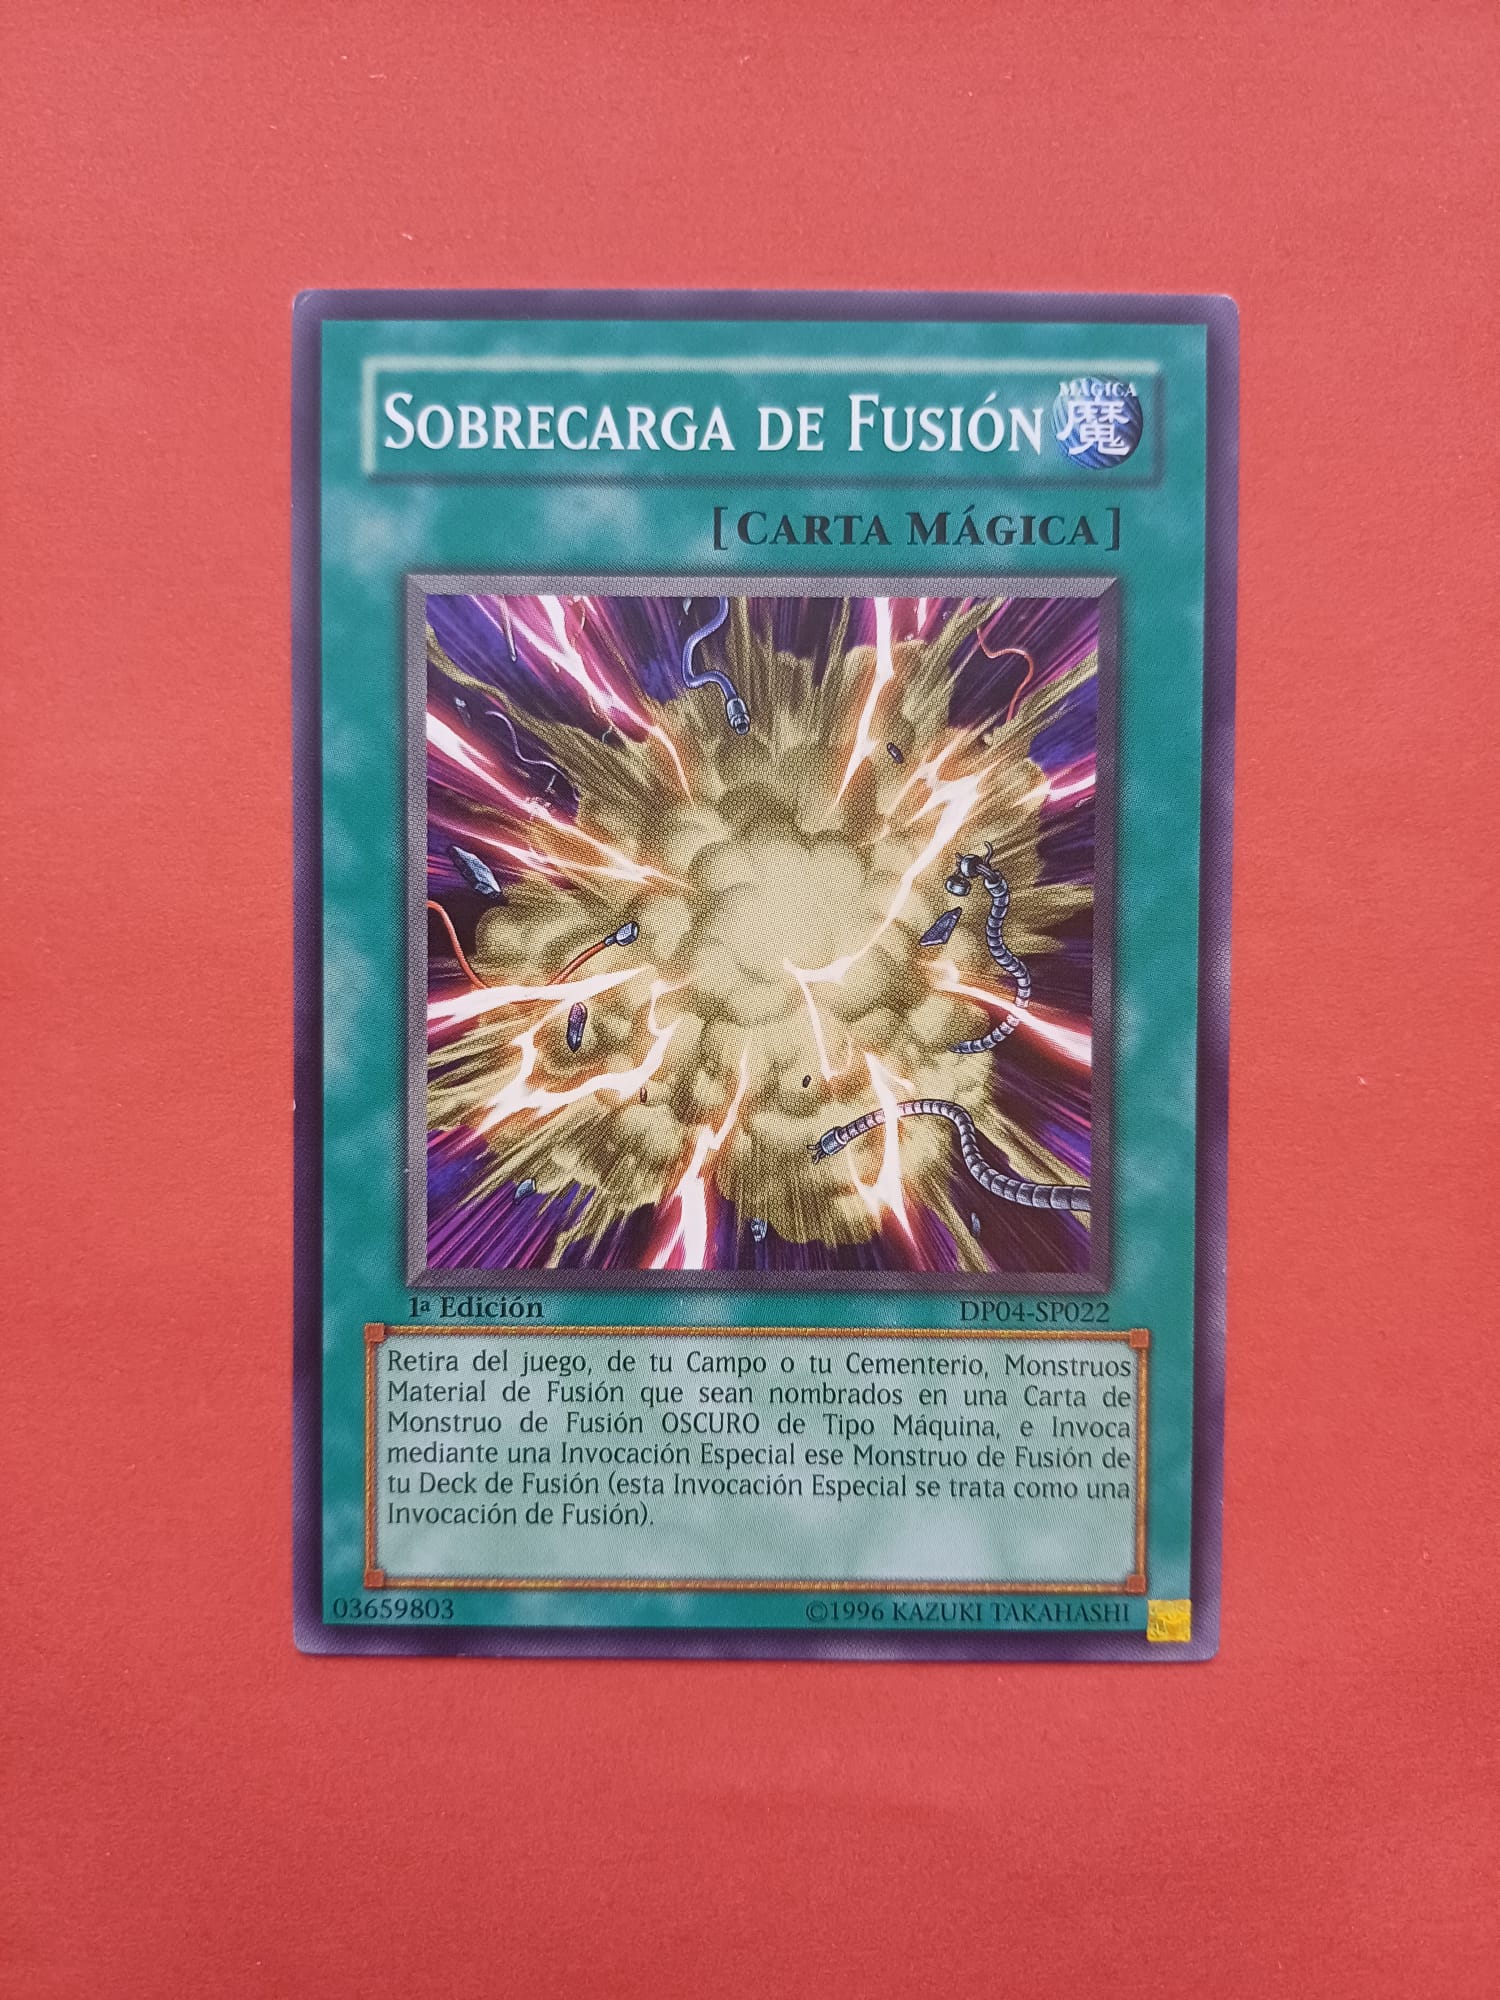 SOBRECARGA DE FUSIÓN
MÁGICA
魔
[CARTA MÁGICA]
1ª Edición
DP04-SP022
Retira del juego, de tu Campo o tu Cementerio, Monstruos
Material de Fusión que sean nombrados en una Carta de
Monstruo de Fusión OSCURO de Tipo Máquina, e Invoca
mediante una Invocación Especial ese Monstruo de Fusión de
tu Deck de Fusión (esta Invocación Especial se trata como una
Invocación de Fusión).
03659803
©1996 KAZUKI TAKAHASHI